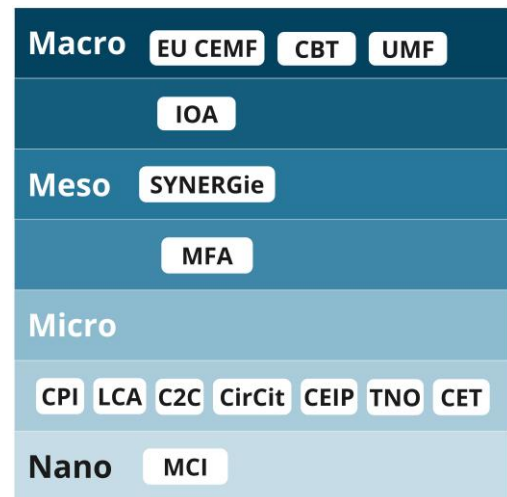 Macro EU CEMF CBT UMF
IOA
Meso SYNERGie
MFA
Micro
CPI LCA C2C CirCit CEIP TNO CET
Nano MCI